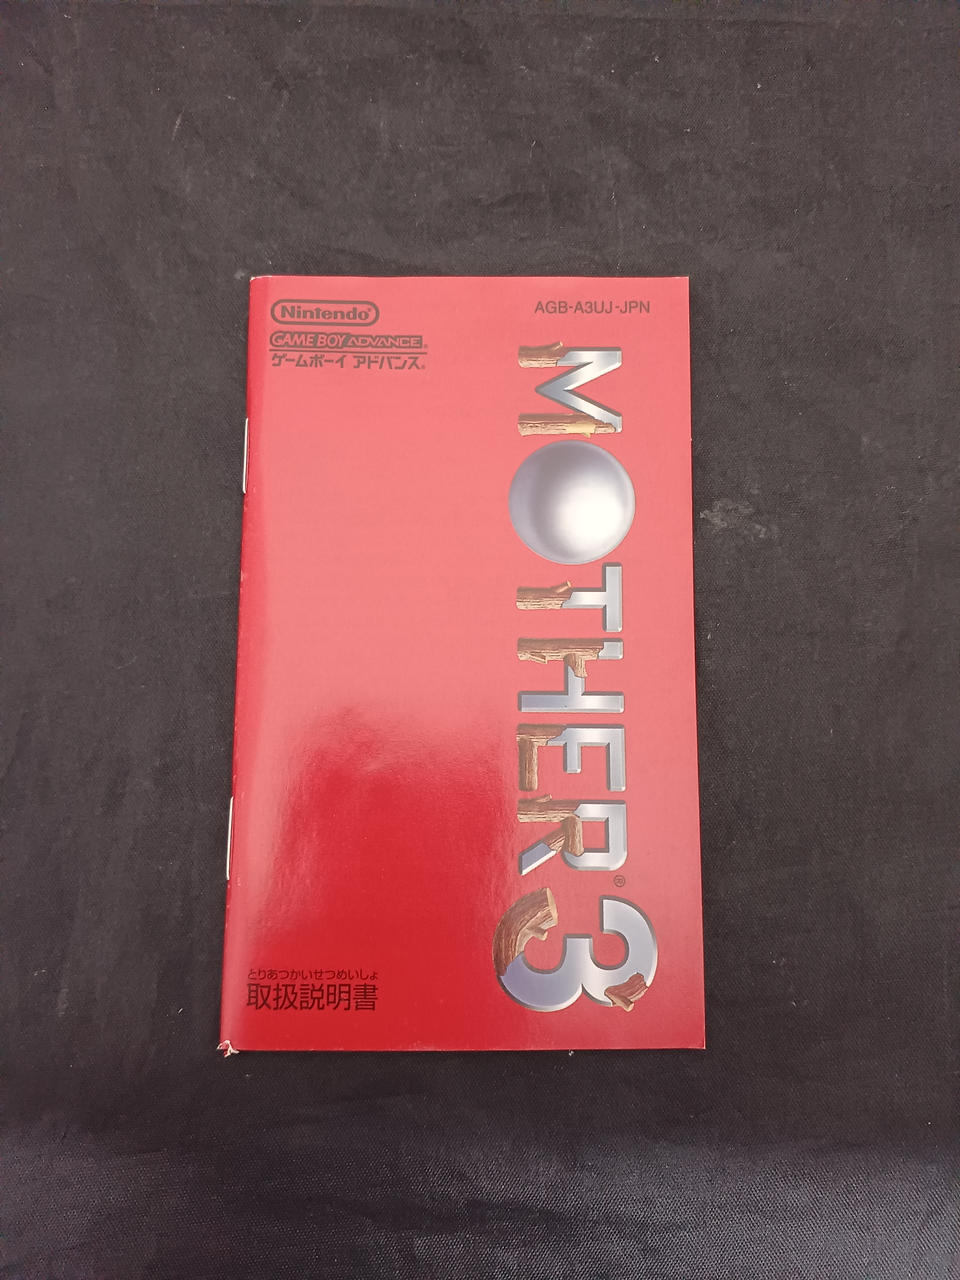 Nintendo®
GAME BOY ADVANCE®
ゲームボーイ アドバンス®
AGB-A3UJ-JPN
MOTHER3®
とりあつかいせつめいしょ
取扱説明書